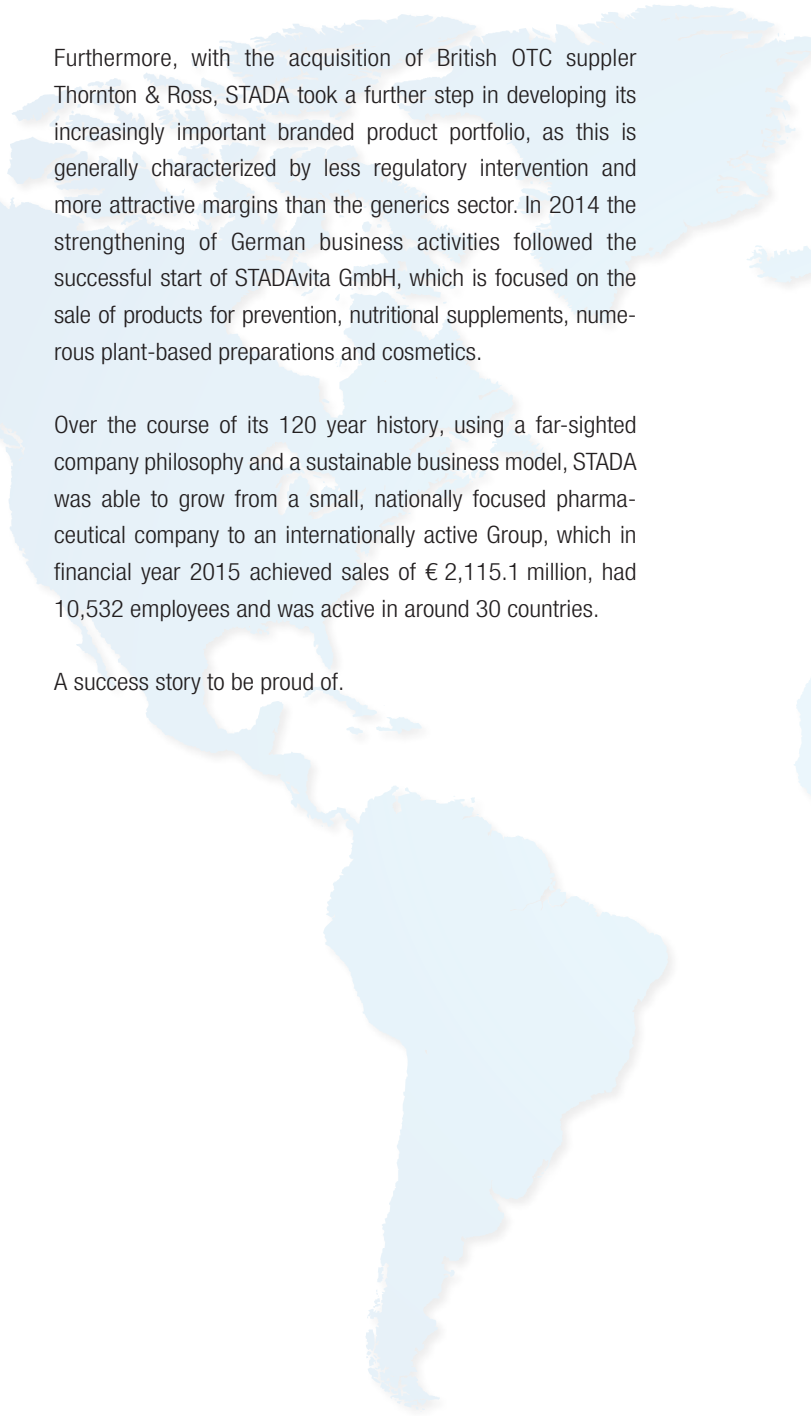 Furthermore, with the acquisition of British OTC suppler
Thornton & Ross, STADA took a further step in developing its
increasingly important branded product portfolio, as this is
generally characterized by less regulatory intervention and
more attractive margins than the generics sector. In 2014 the
strengthening of German business activities followed the
successful start of STADAvita GmbH, which is focused on the
sale of products for prevention, nutritional supplements, nume-
rous plant-based preparations and cosmetics.
Over the course of its 120 year history, using a far-sighted
company philosophy and a sustainable business model, STADA
was able to grow from a small, nationally focused pharma-
ceutical company to an internationally active Group, which in
financial year 2015 achieved sales of € 2,115.1 million, had
10,532 employees and was active in around 30 countries.
A success story to be proud of.